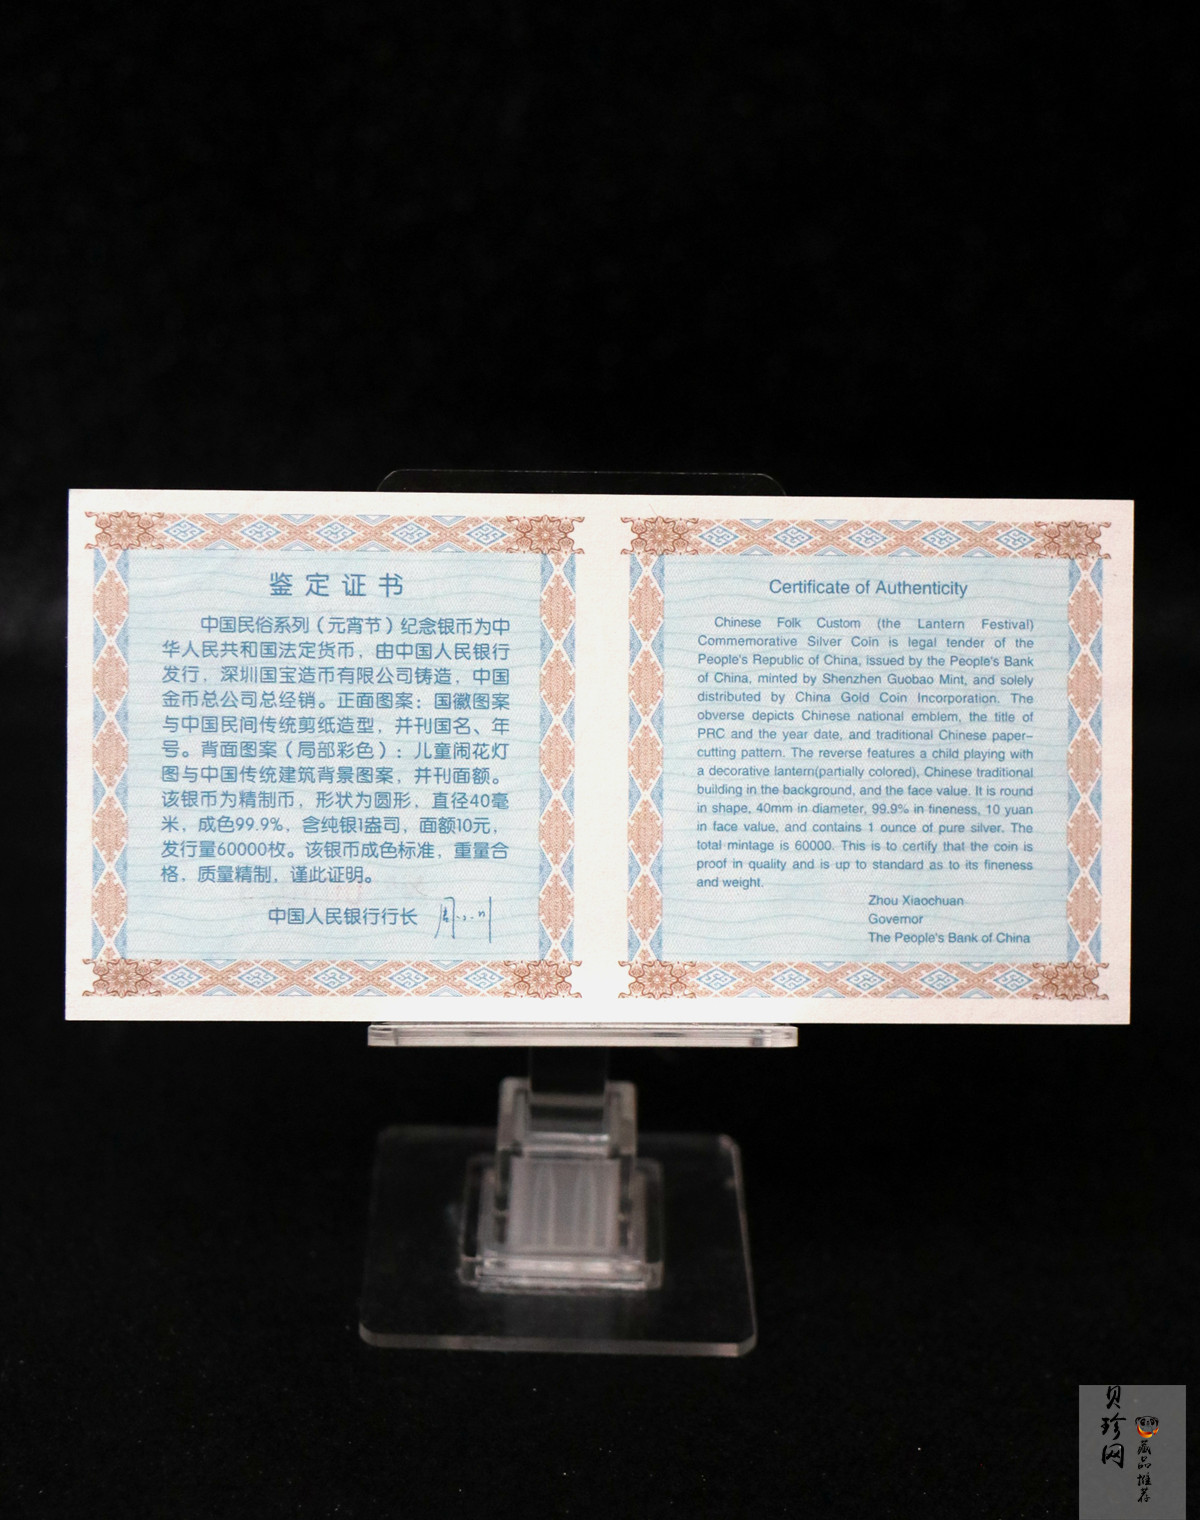 鉴定证书
中国民俗系列（元宵节）纪念银币为中
华人民共和国法定货币，由中国人民银行
发行，深圳国宝造币有限公司铸造，中国
金币总公司总经销。正面图案：国徽图案
与中国民间传统剪纸造型，并刊国名、年
号。背面图案（局部彩色）：儿童闹花灯
图与中国传统建筑背景图案，并刊面额。
该银币为精制币，形状为圆形，直径40毫
米，成色99.9%，含纯银1盎司，面额10元，
发行量60000枚。该银币成色标准，重量合
格，质量精制，谨此证明。
中国人民银行行长
Certificate of Authenticity
Chinese Folk Custom (the Lantern Festival)
Commemorative Silver Coin is legal tender of the
People's Republic of China, issued by the People's Bank
of China, minted by Shenzhen Guobao Mint, and solely
distributed by China Gold Coin Incorporation. The
obverse depicts Chinese national emblem, the title of
PRC and the year date, and traditional Chinese paper-
cutting pattern. The reverse features a child playing with
a decorative lantern(partially colored), Chinese traditional
building in the background, and the face value. It is round
in shape, 40mm in diameter, 99.9% in fineness, 10 yuan
in face value, and contains 1 ounce of pure silver. The
total mintage is 60000. This is to certify that the coin is
proof in quality and is up to standard as to its fineness
and weight.
Zhou Xiaochuan
Governor
The People's Bank of China
贝珍网
藏品推荐